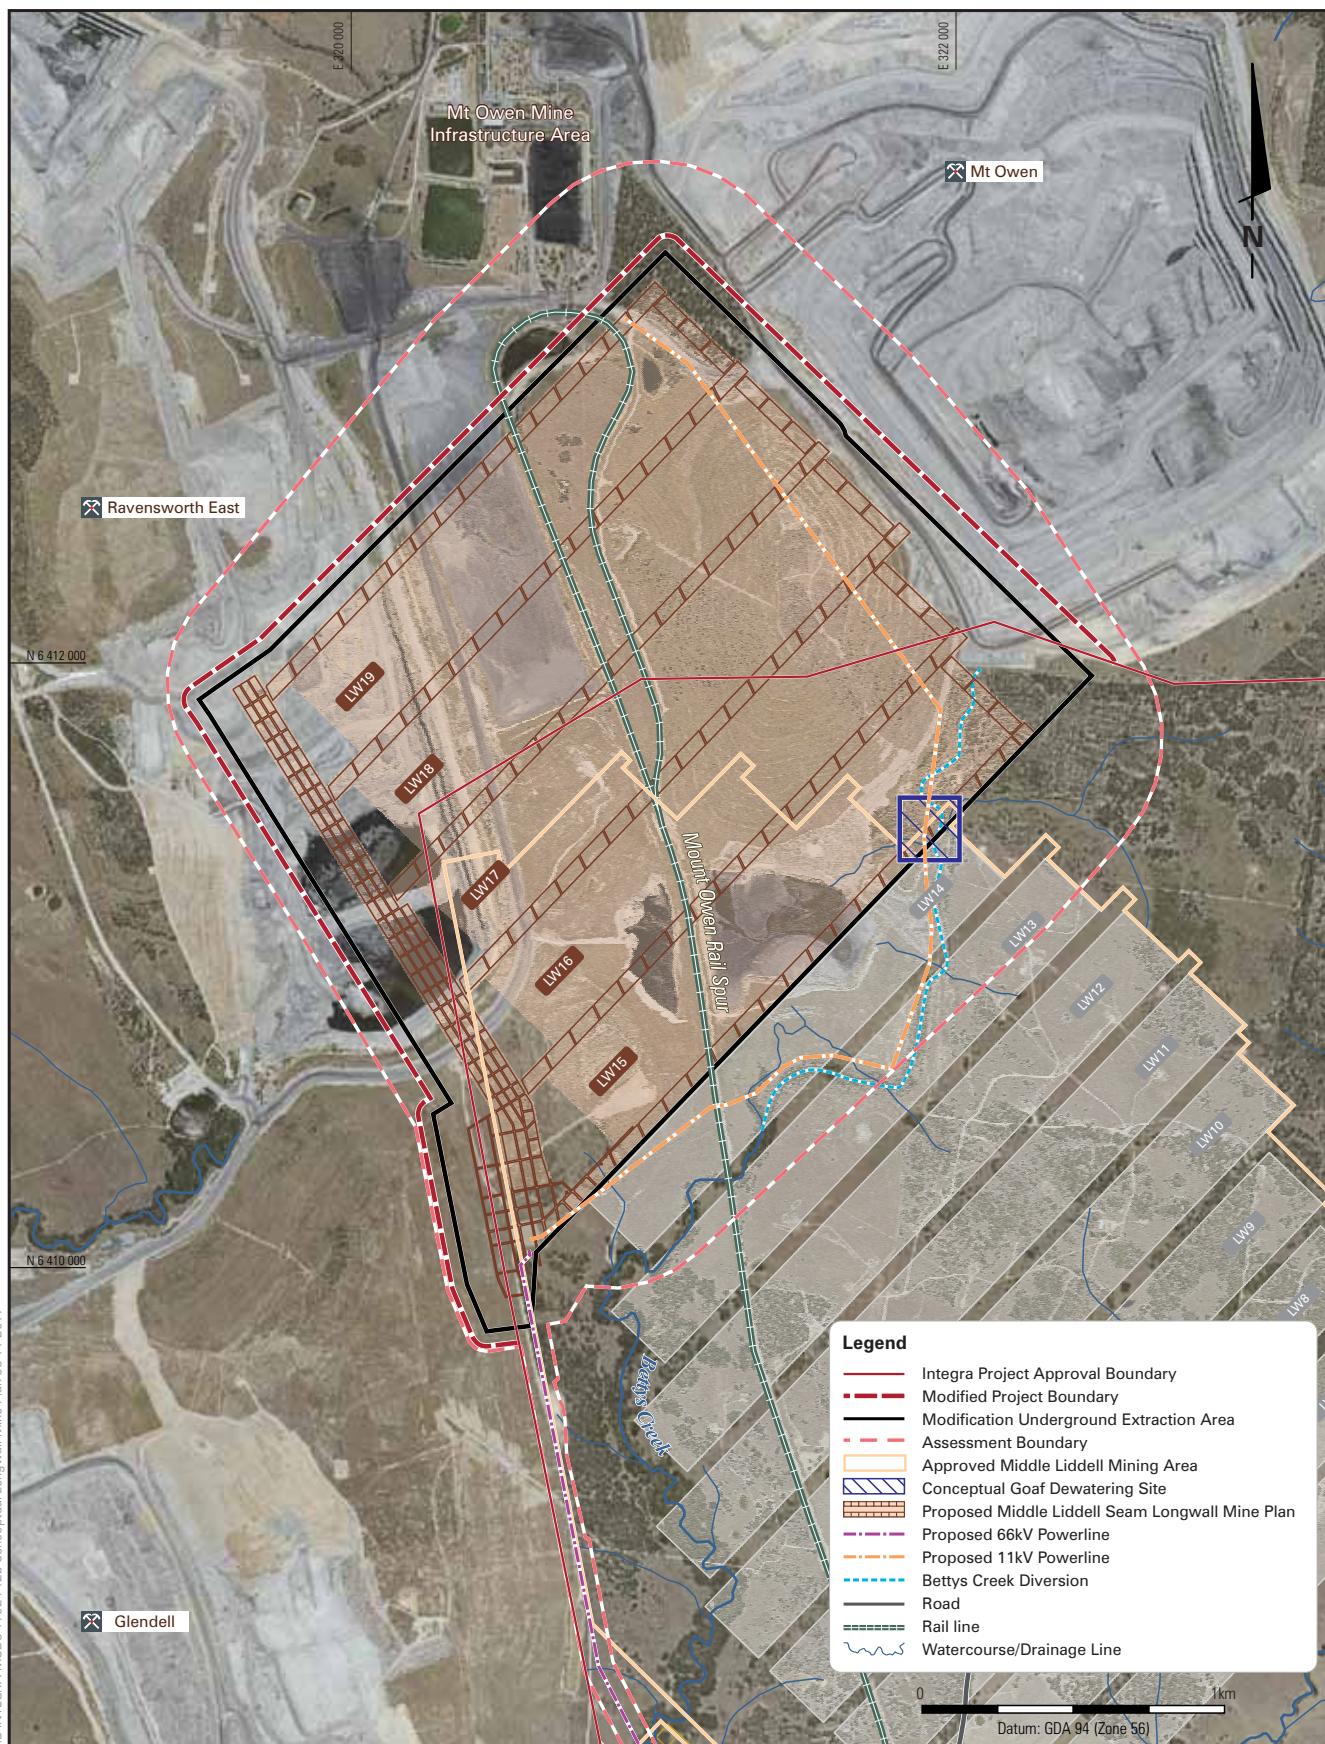 E 320 000
E 322 000
Mt Owen Mine
Infrastructure Area
Mt Owen
N
Ravensworth East
N 6 412 000
LW19
LW18
LW17
LW16
LW15
Mount Owen Rail Spur
LW14
LW13
LW12
LW11
LW10
LW9
LW8
N 6 410 000
Bettys Creek
Glendell
Legend
Integra Project Approval Boundary
Modified Project Boundary
Modification Underground Extraction Area
Assessment Boundary
Approved Middle Liddell Mining Area
Conceptual Goaf Dewatering Site
Proposed Middle Liddell Seam Longwall Mine Plan
Proposed 66kV Powerline
Proposed 11kV Powerline
Bettys Creek Diversion
Road
Rail line
Watercourse/Drainage Line
0 1km
Datum: GDA 94 (Zone 56)